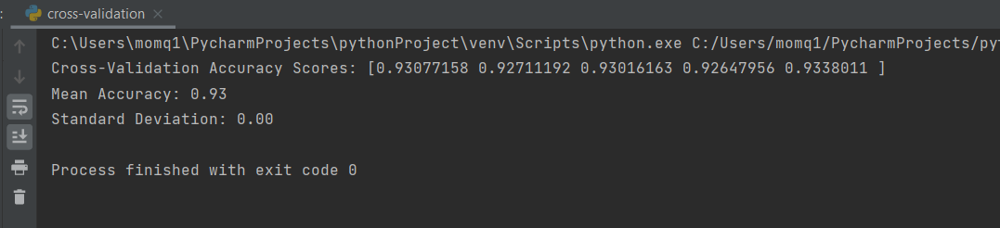 : cross-validation ×
C:\Users\momq1\PycharmProjects\pythonProject\venv\Scripts\python.exe C:/Users/momq1/PycharmProjects/pyt
Cross-Validation Accuracy Scores: [0.93077158 0.92711192 0.93016163 0.92647956 0.9338011 ]
Mean Accuracy: 0.93
Standard Deviation: 0.00
Process finished with exit code 0